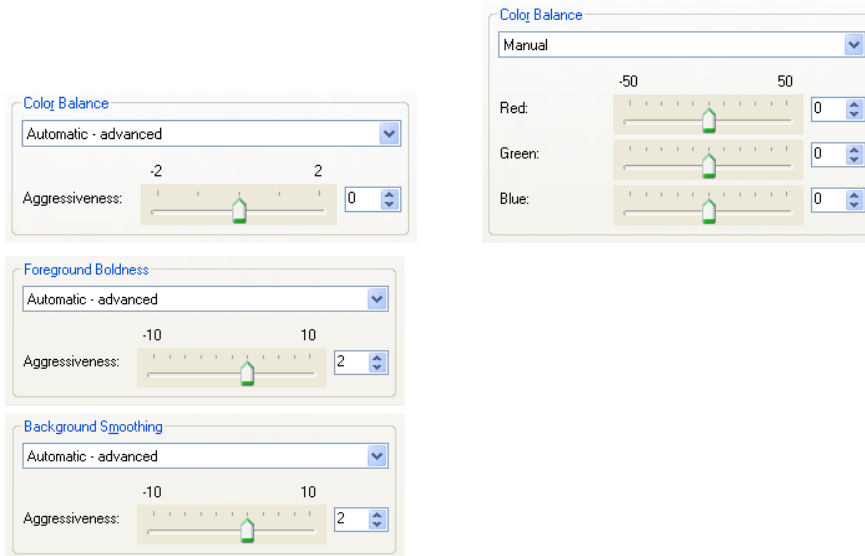 Color Balance
Automatic - advanced
-2 2
Aggressiveness: 0
Foreground Boldness
Automatic - advanced
-10 10
Aggressiveness: 2
Background Smoothing
Automatic - advanced
-10 10
Aggressiveness: 2
Color Balance
Manual
-50 50
Red: 0
Green: 0
Blue: 0